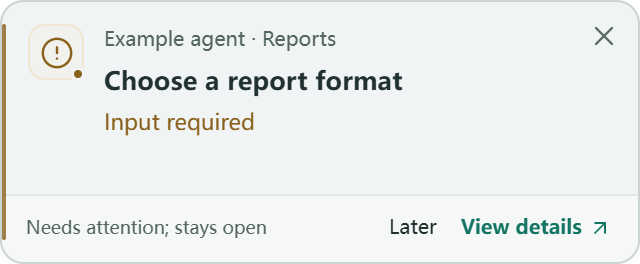 Example agent · Reports
Choose a report format
Input required
Needs attention; stays open
Later
View details